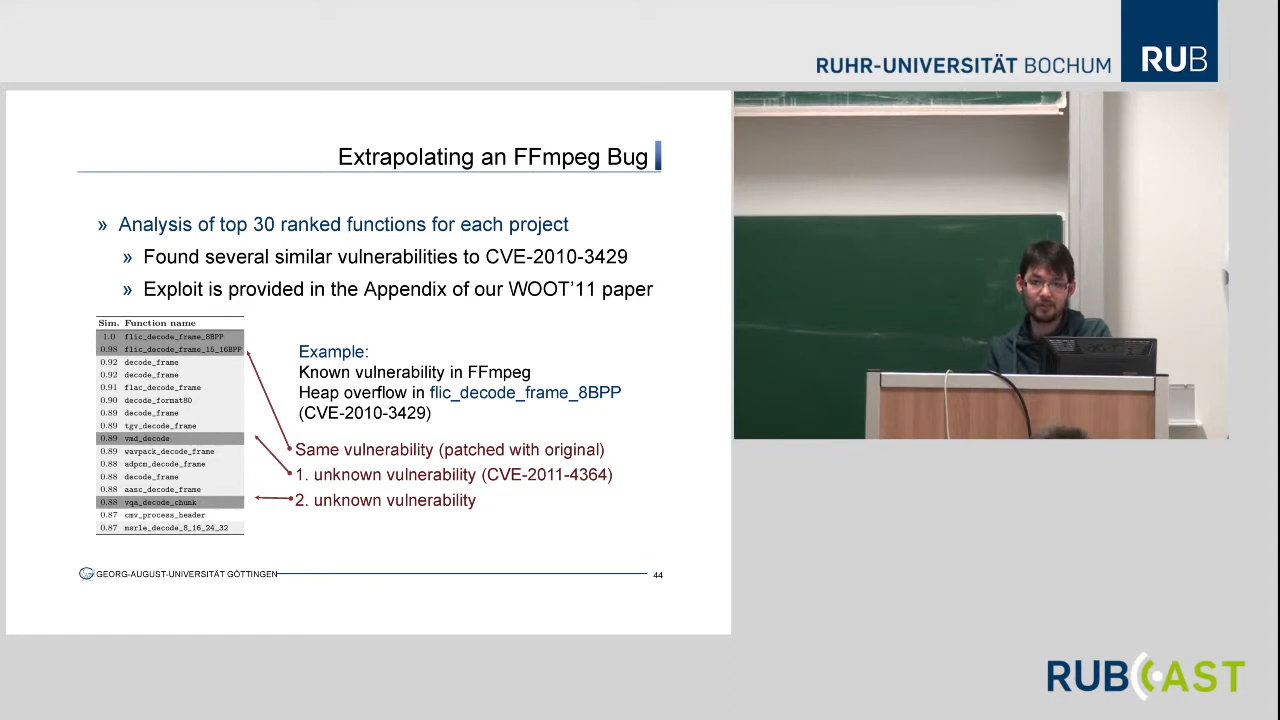 RUHR-UNIVERSITÄT BOCHUM
RUB
Extrapolating an FFmpeg Bug
» Analysis of top 30 ranked functions for each project
» Found several similar vulnerabilities to CVE-2010-3429
» Exploit is provided in the Appendix of our WOOT'11 paper
Sim. Function name
1.0 flic_decode_frame_8BPP
0.98 flic_decode_frame_15_16BPP
0.92 decode_frame
0.92 decode_frame
0.91 flac_decode_frame
0.90 decode_format80
0.89 decode_frame
0.89 tgv_decode_frame
0.89 vmd_decode
0.89 wavpack_decode_frame
0.88 adpcm_decode_frame
0.88 decode_frame
0.88 aasc_decode_frame
0.88 vqa_decode_chunk
0.87 cmv_process_header
0.87 msrle_decode_8_16_24_32
Example:
Known vulnerability in FFmpeg
Heap overflow in flic_decode_frame_8BPP
(CVE-2010-3429)
Same vulnerability (patched with original)
1. unknown vulnerability (CVE-2011-4364)
2. unknown vulnerability
GEORG-AUGUST-UNIVERSITÄT GÖTTINGEN
44
RUBCAST